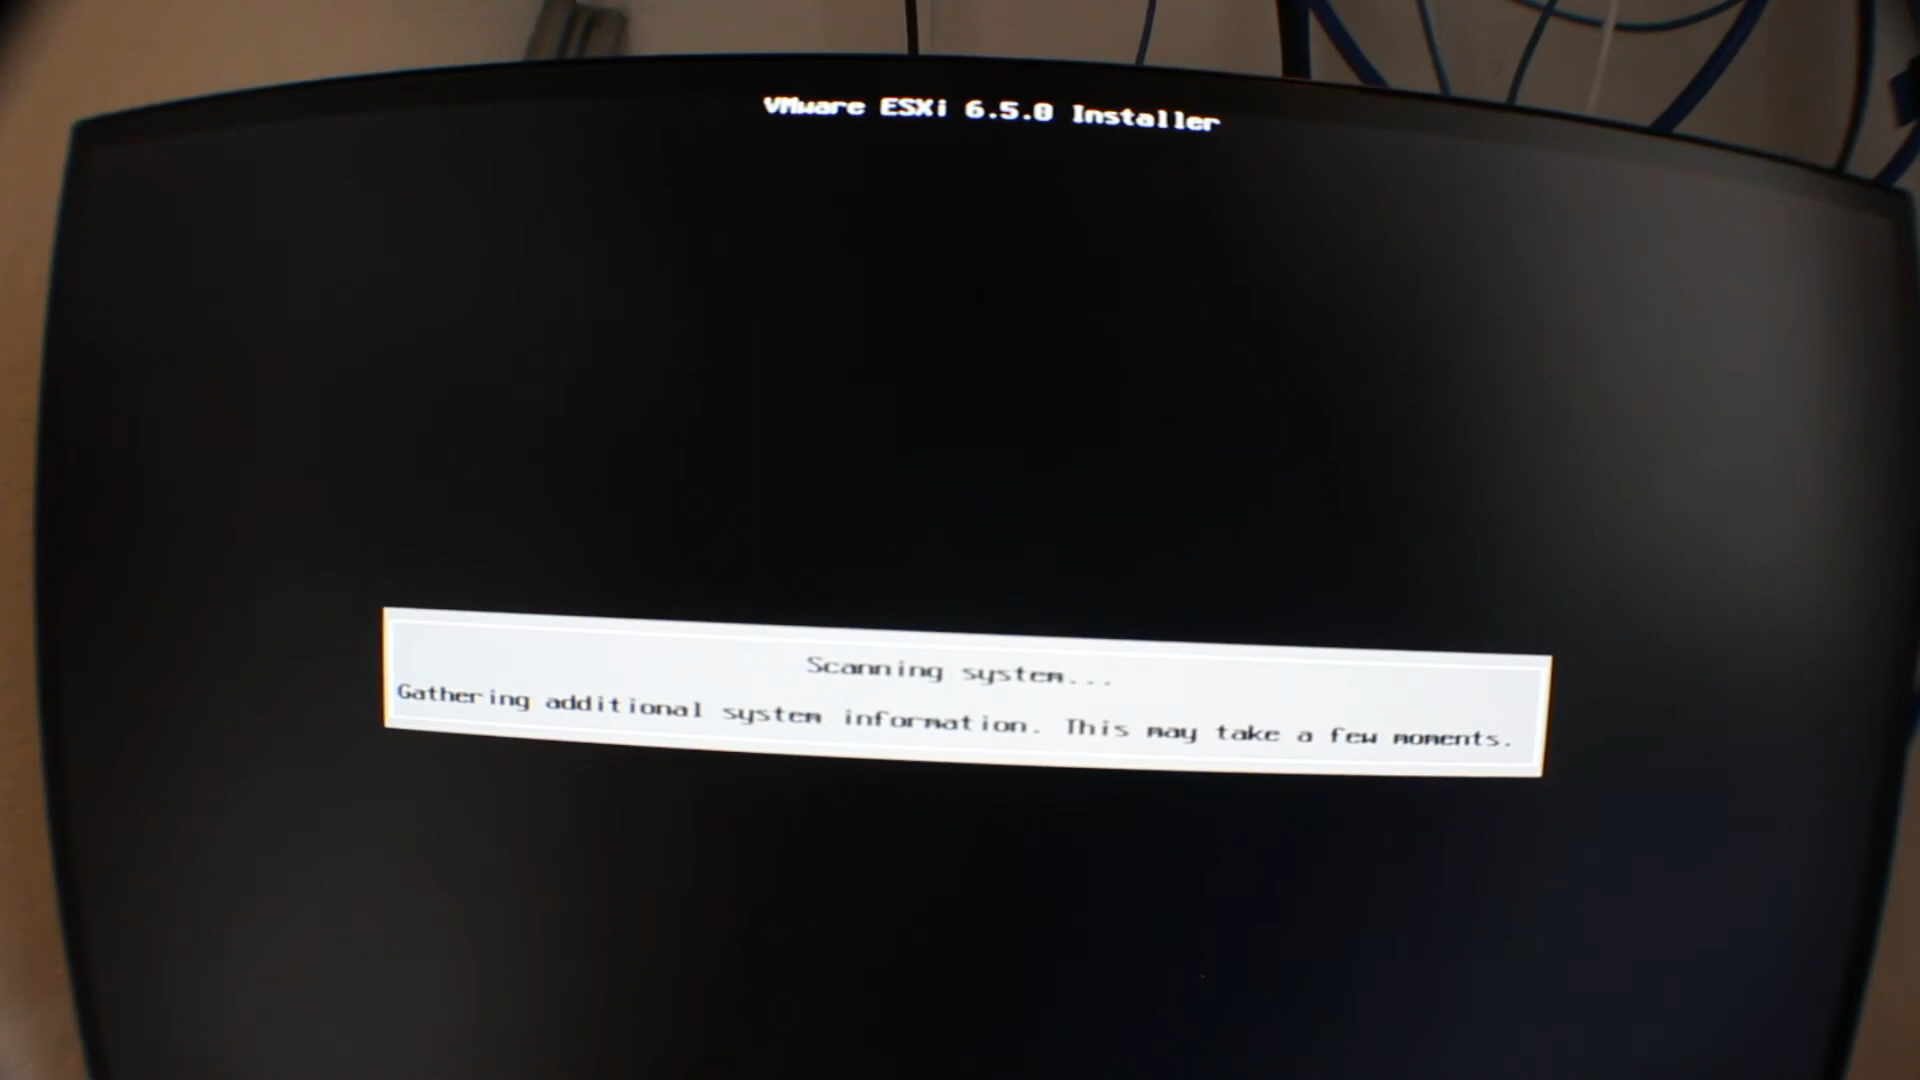 VMware ESXi 6.5.0 Installer
Scanning system...
Gathering additional system information. This may take a few moments.